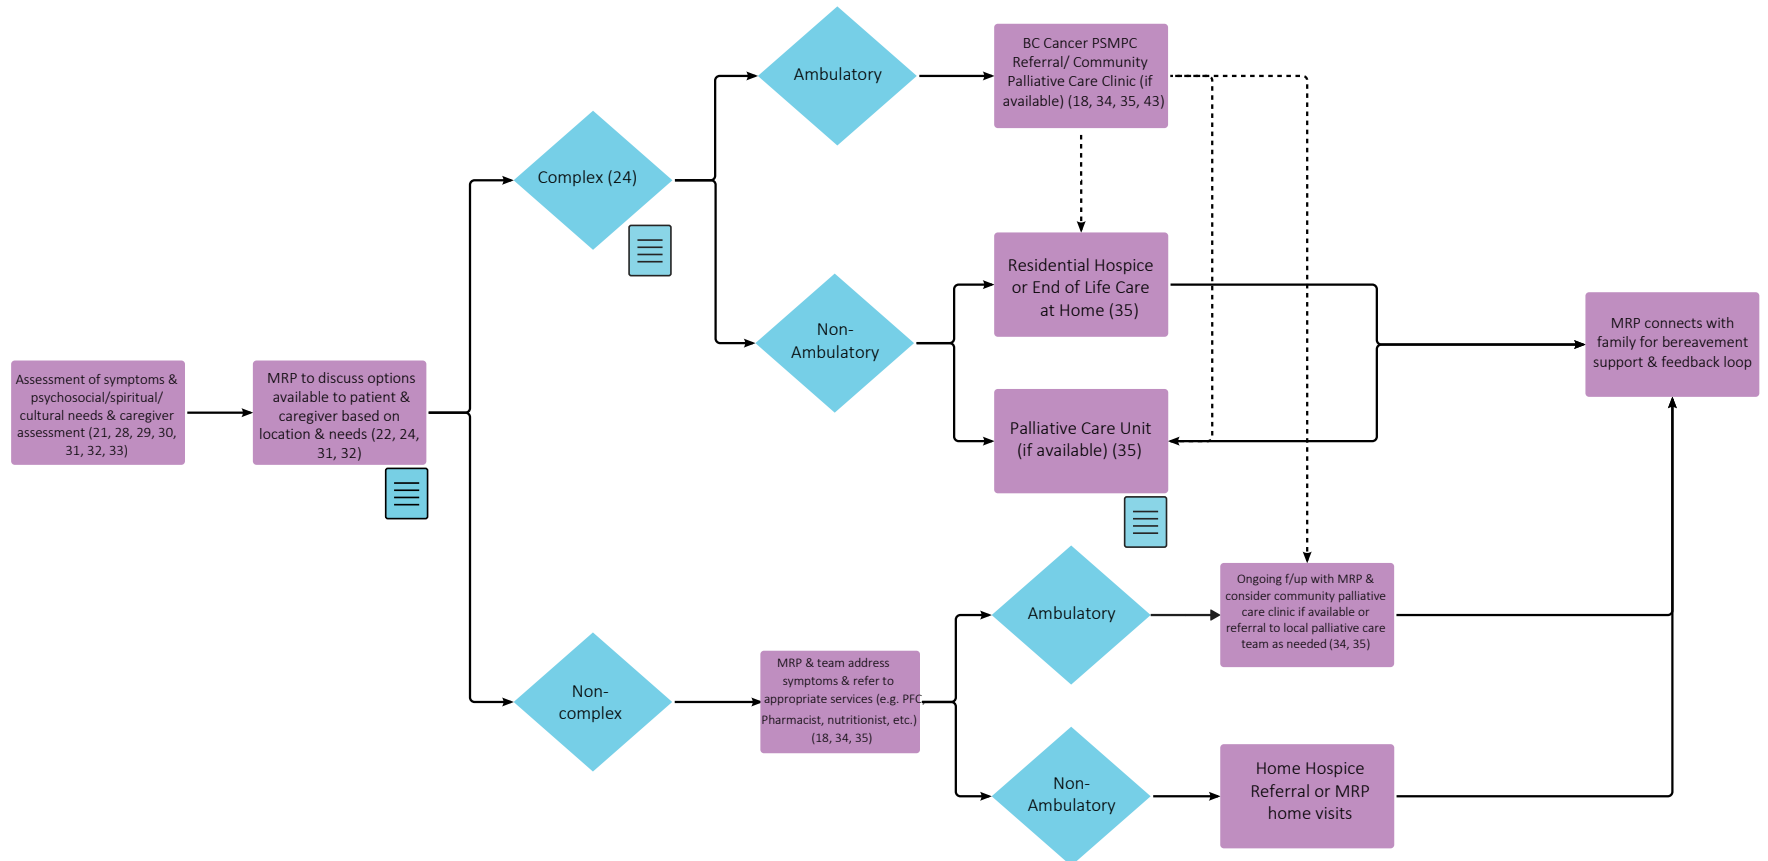 Assessment of symptoms &
psychosocial/spiritual/
cultural needs & caregiver
assessment (21, 28, 29, 30,
31, 32, 33)
MRP to discuss options
available to patient &
caregiver based on
location & needs (22, 24,
31, 32)
Complex (24)
Ambulatory
BC Cancer PSMPC
Referral/ Community
Palliative Care Clinic (if
available) (18, 34, 35, 43)
Non-
Ambulatory
Residential Hospice
or End of Life Care
at Home (35)
Palliative Care Unit
(if available) (35)
MRP connects with
family for bereavement
support & feedback loop
Non-
complex
MRP & team address
symptoms & refer to
appropriate services (e.g. PFC,
Pharmacist, nutritionist, etc.)
(18, 34, 35)
Ambulatory
Ongoing f/up with MRP &
consider community palliative
care clinic if available or
referral to local palliative care
team as needed (34, 35)
Non-
Ambulatory
Home Hospice
Referral or MRP
home visits